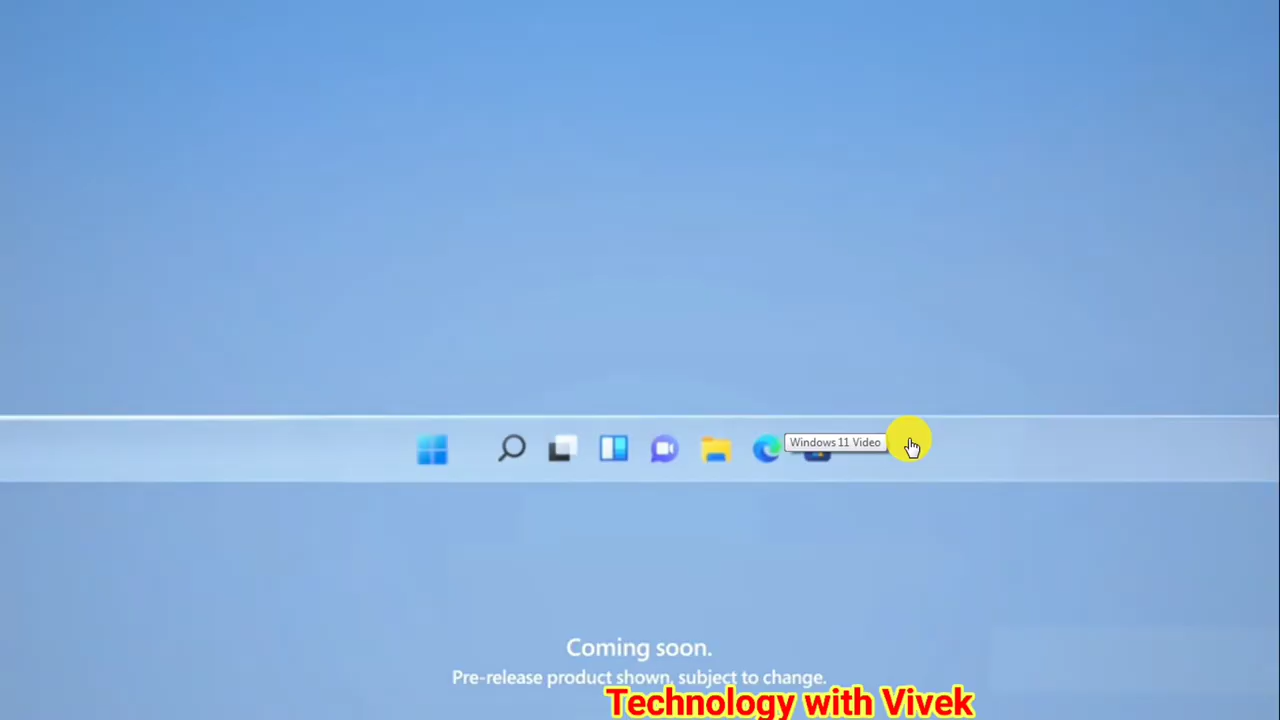 Windows 11 Video
Coming soon.
Pre-release product shown, subject to change.
Technology with Vivek